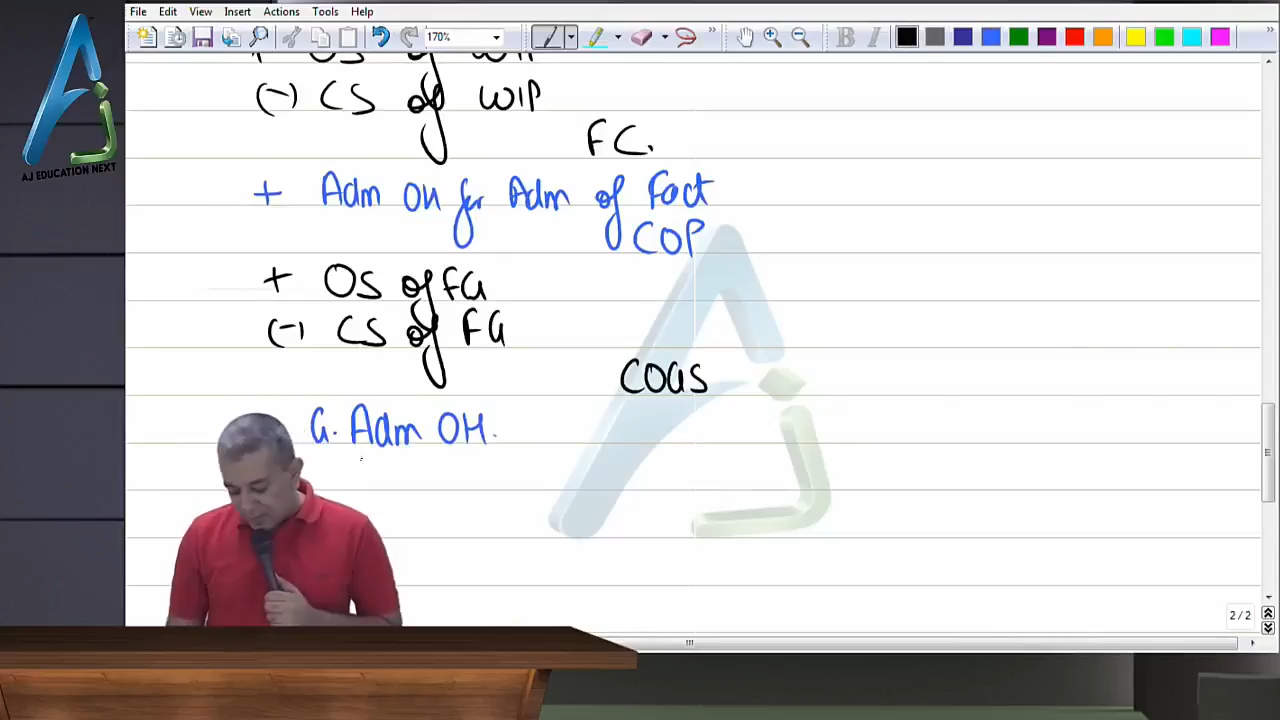 File Edit View Insert Actions Tools Help
170%
B I
(-) CS of WIP
FC.
+ Adm OH for Adm of Fact
COP
+ OS of FG
(-) CS of FG
COGS
G. Adm OH.
AJ EDUCATION NEXT
2/2